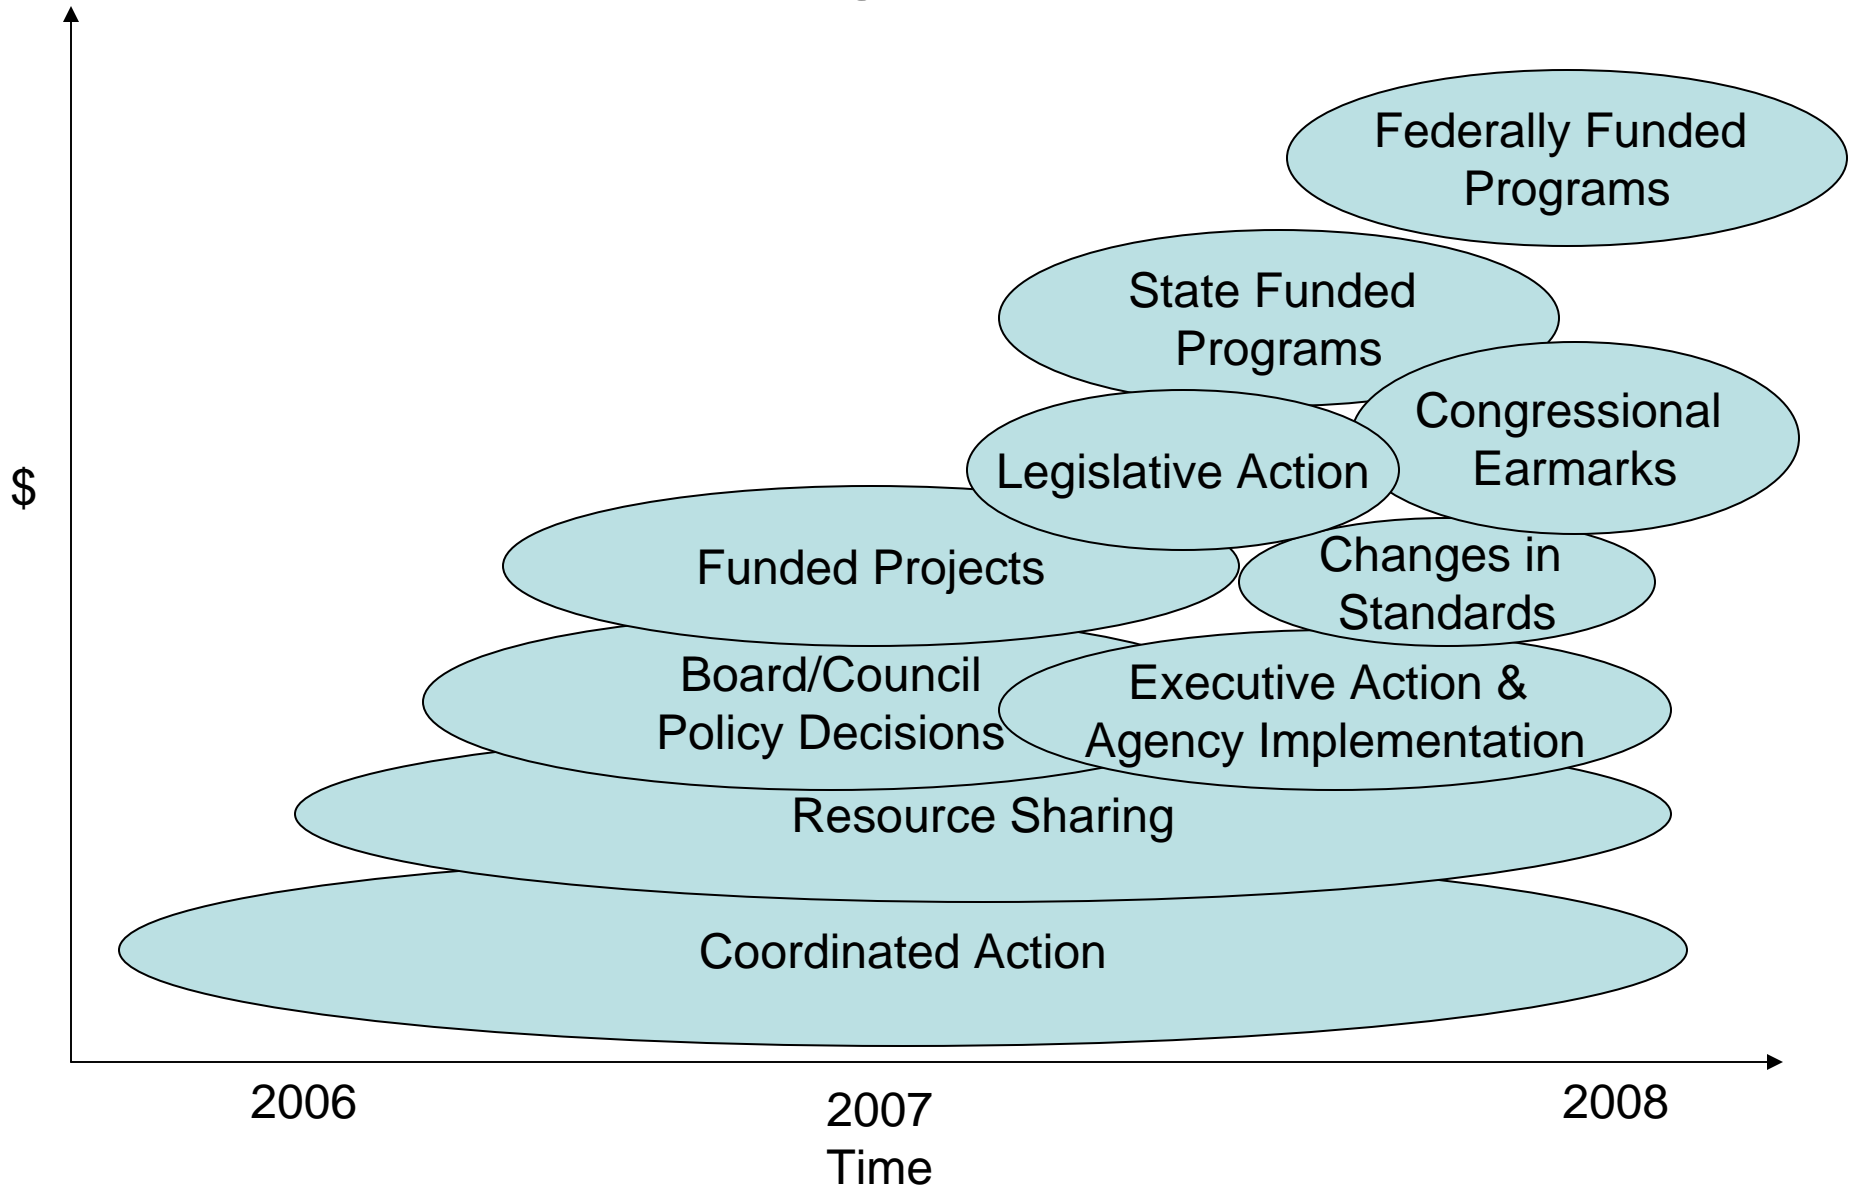 Federally Funded
Programs
State Funded
Programs
Congressional
Earmarks
Legislative Action
$
Funded Projects
Changes in
Standards
Board/Council
Policy Decisions
Executive Action &
Agency Implementation
Resource Sharing
Coordinated Action
2006
2007
2008
Time